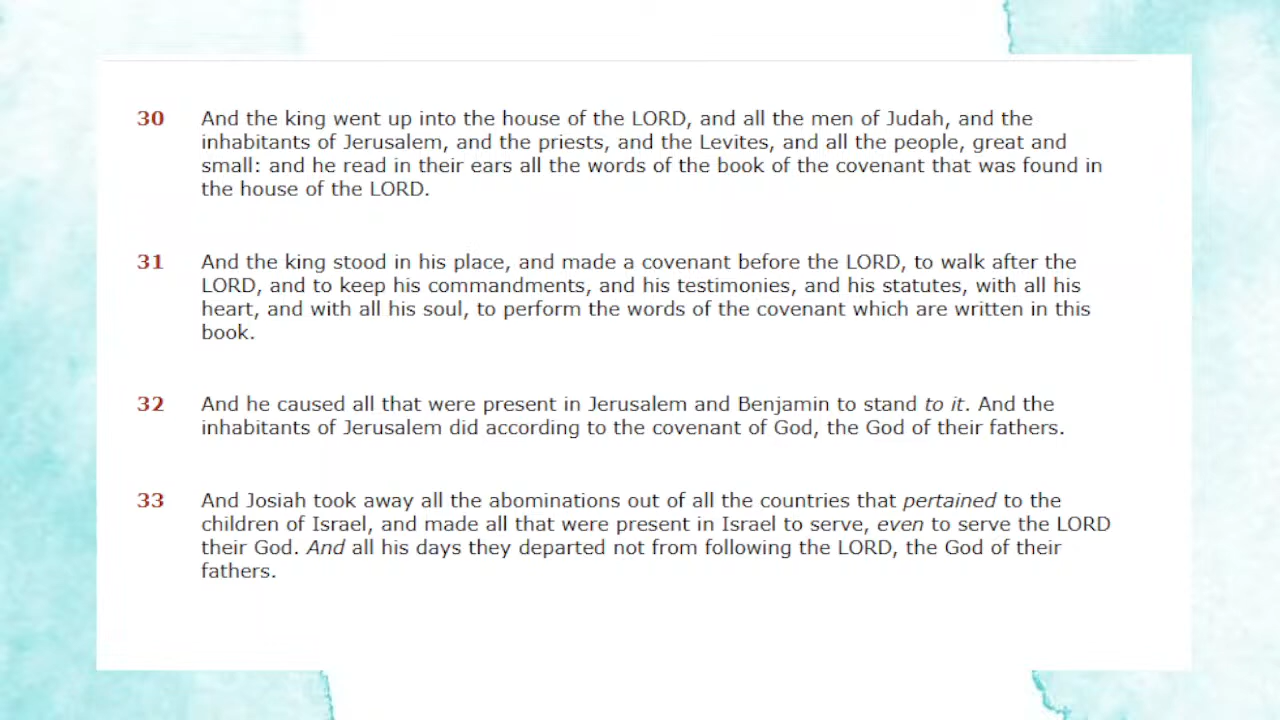 30 And the king went up into the house of the LORD, and all the men of Judah, and the
inhabitants of Jerusalem, and the priests, and the Levites, and all the people, great and
small: and he read in their ears all the words of the book of the covenant that was found in
the house of the LORD.
31 And the king stood in his place, and made a covenant before the LORD, to walk after the
LORD, and to keep his commandments, and his testimonies, and his statutes, with all his
heart, and with all his soul, to perform the words of the covenant which are written in this
book.
32 And he caused all that were present in Jerusalem and Benjamin to stand to it. And the
inhabitants of Jerusalem did according to the covenant of God, the God of their fathers.
33 And Josiah took away all the abominations out of all the countries that pertained to the
children of Israel, and made all that were present in Israel to serve, even to serve the LORD
their God. And all his days they departed not from following the LORD, the God of their
fathers.